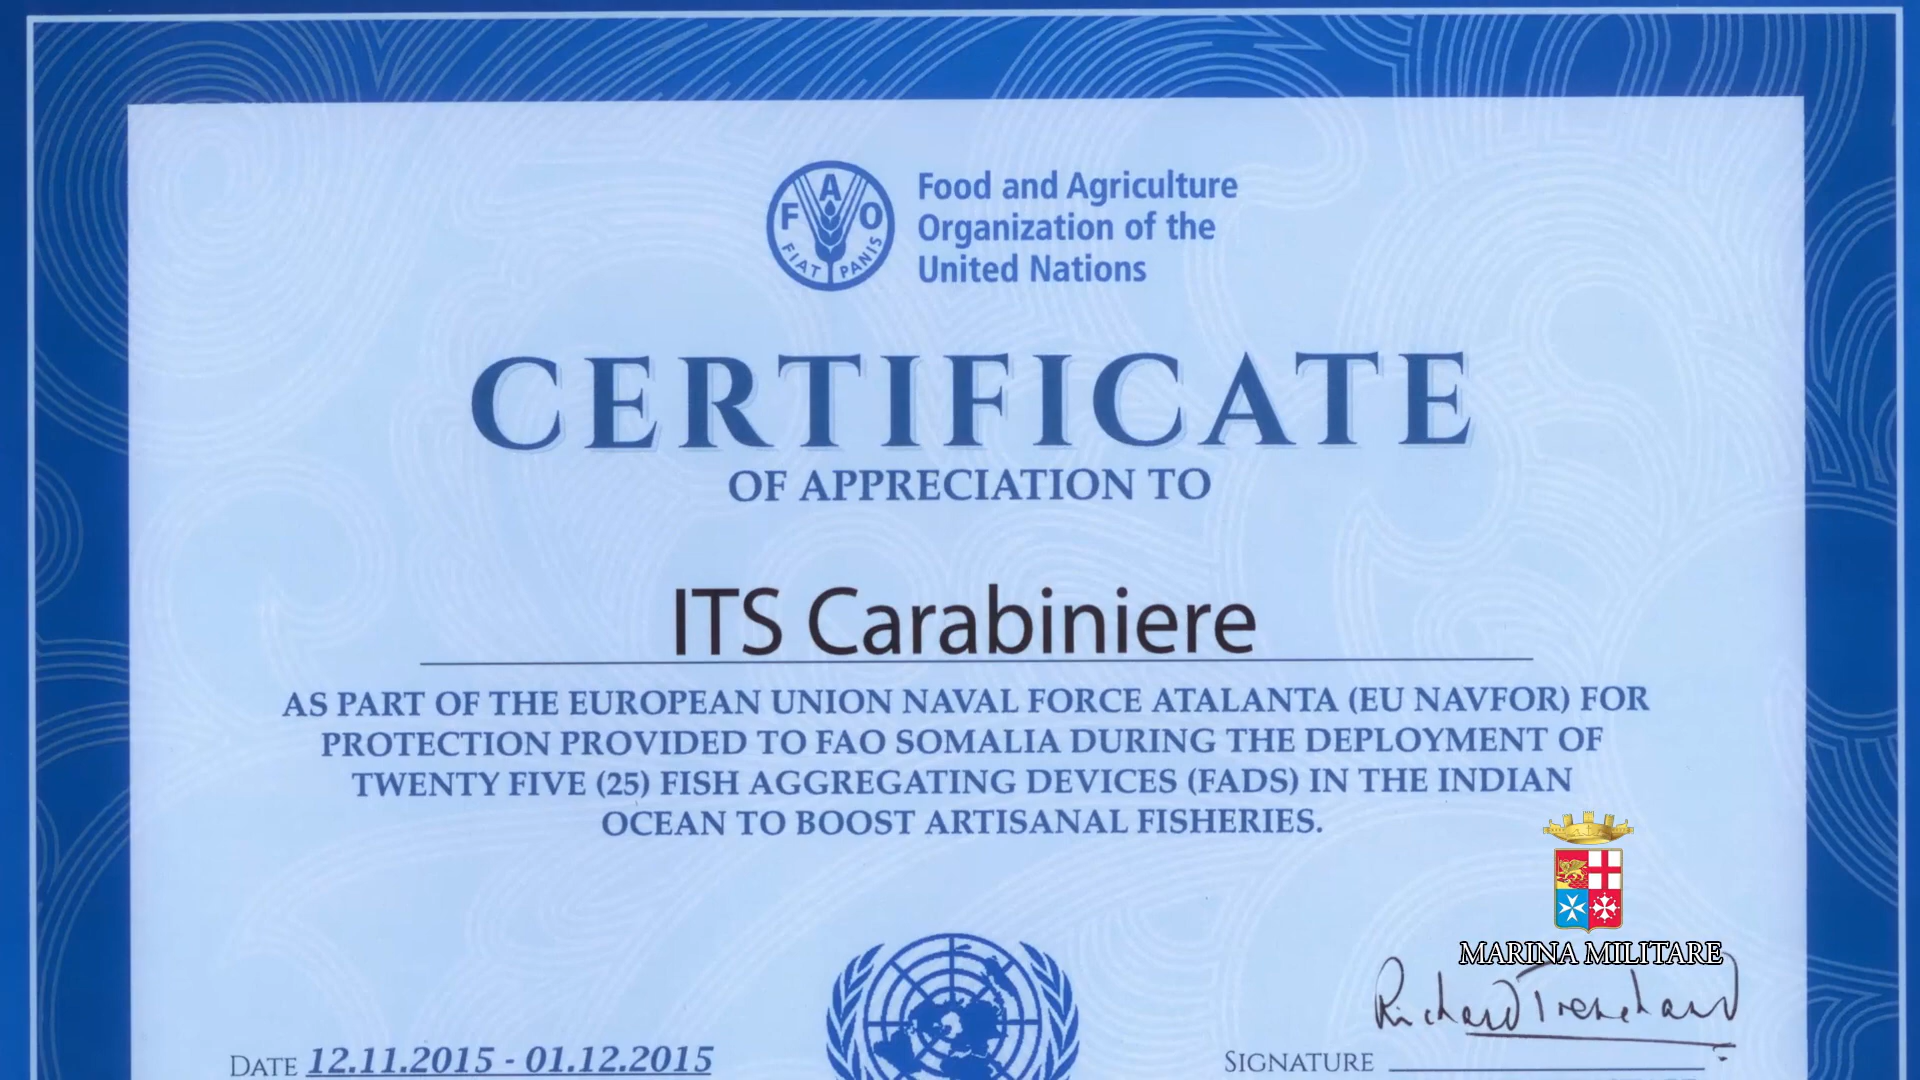 FAO
FIAT PANIS
Food and Agriculture
Organization of the
United Nations
CERTIFICATE
OF APPRECIATION TO
ITS Carabiniere
AS PART OF THE EUROPEAN UNION NAVAL FORCE ATALANTA (EU NAVFOR) FOR
PROTECTION PROVIDED TO FAO SOMALIA DURING THE DEPLOYMENT OF
TWENTY FIVE (25) FISH AGGREGATING DEVICES (FADS) IN THE INDIAN
OCEAN TO BOOST ARTISANAL FISHERIES.
MARINA MILITARE
Richard Trenchard
DATE 12.11.2015 - 01.12.2015
SIGNATURE